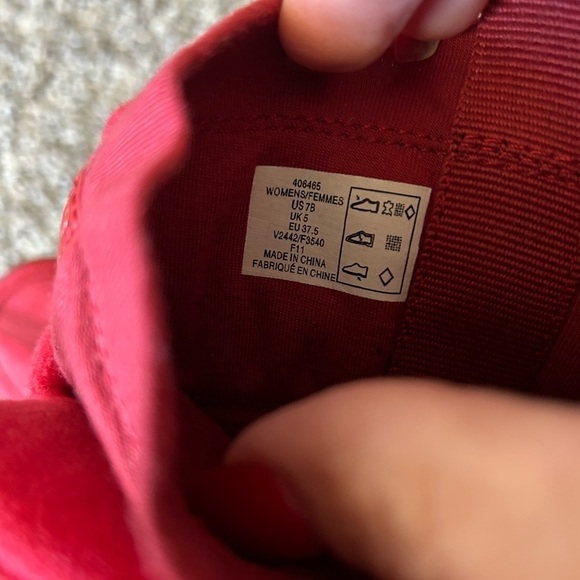 406465
WOMENS/FEMMES
US 7B
UK 5
EU 37.5
V2442/F3540
F11
MADE IN CHINA
FABRIQUÉ EN CHINE